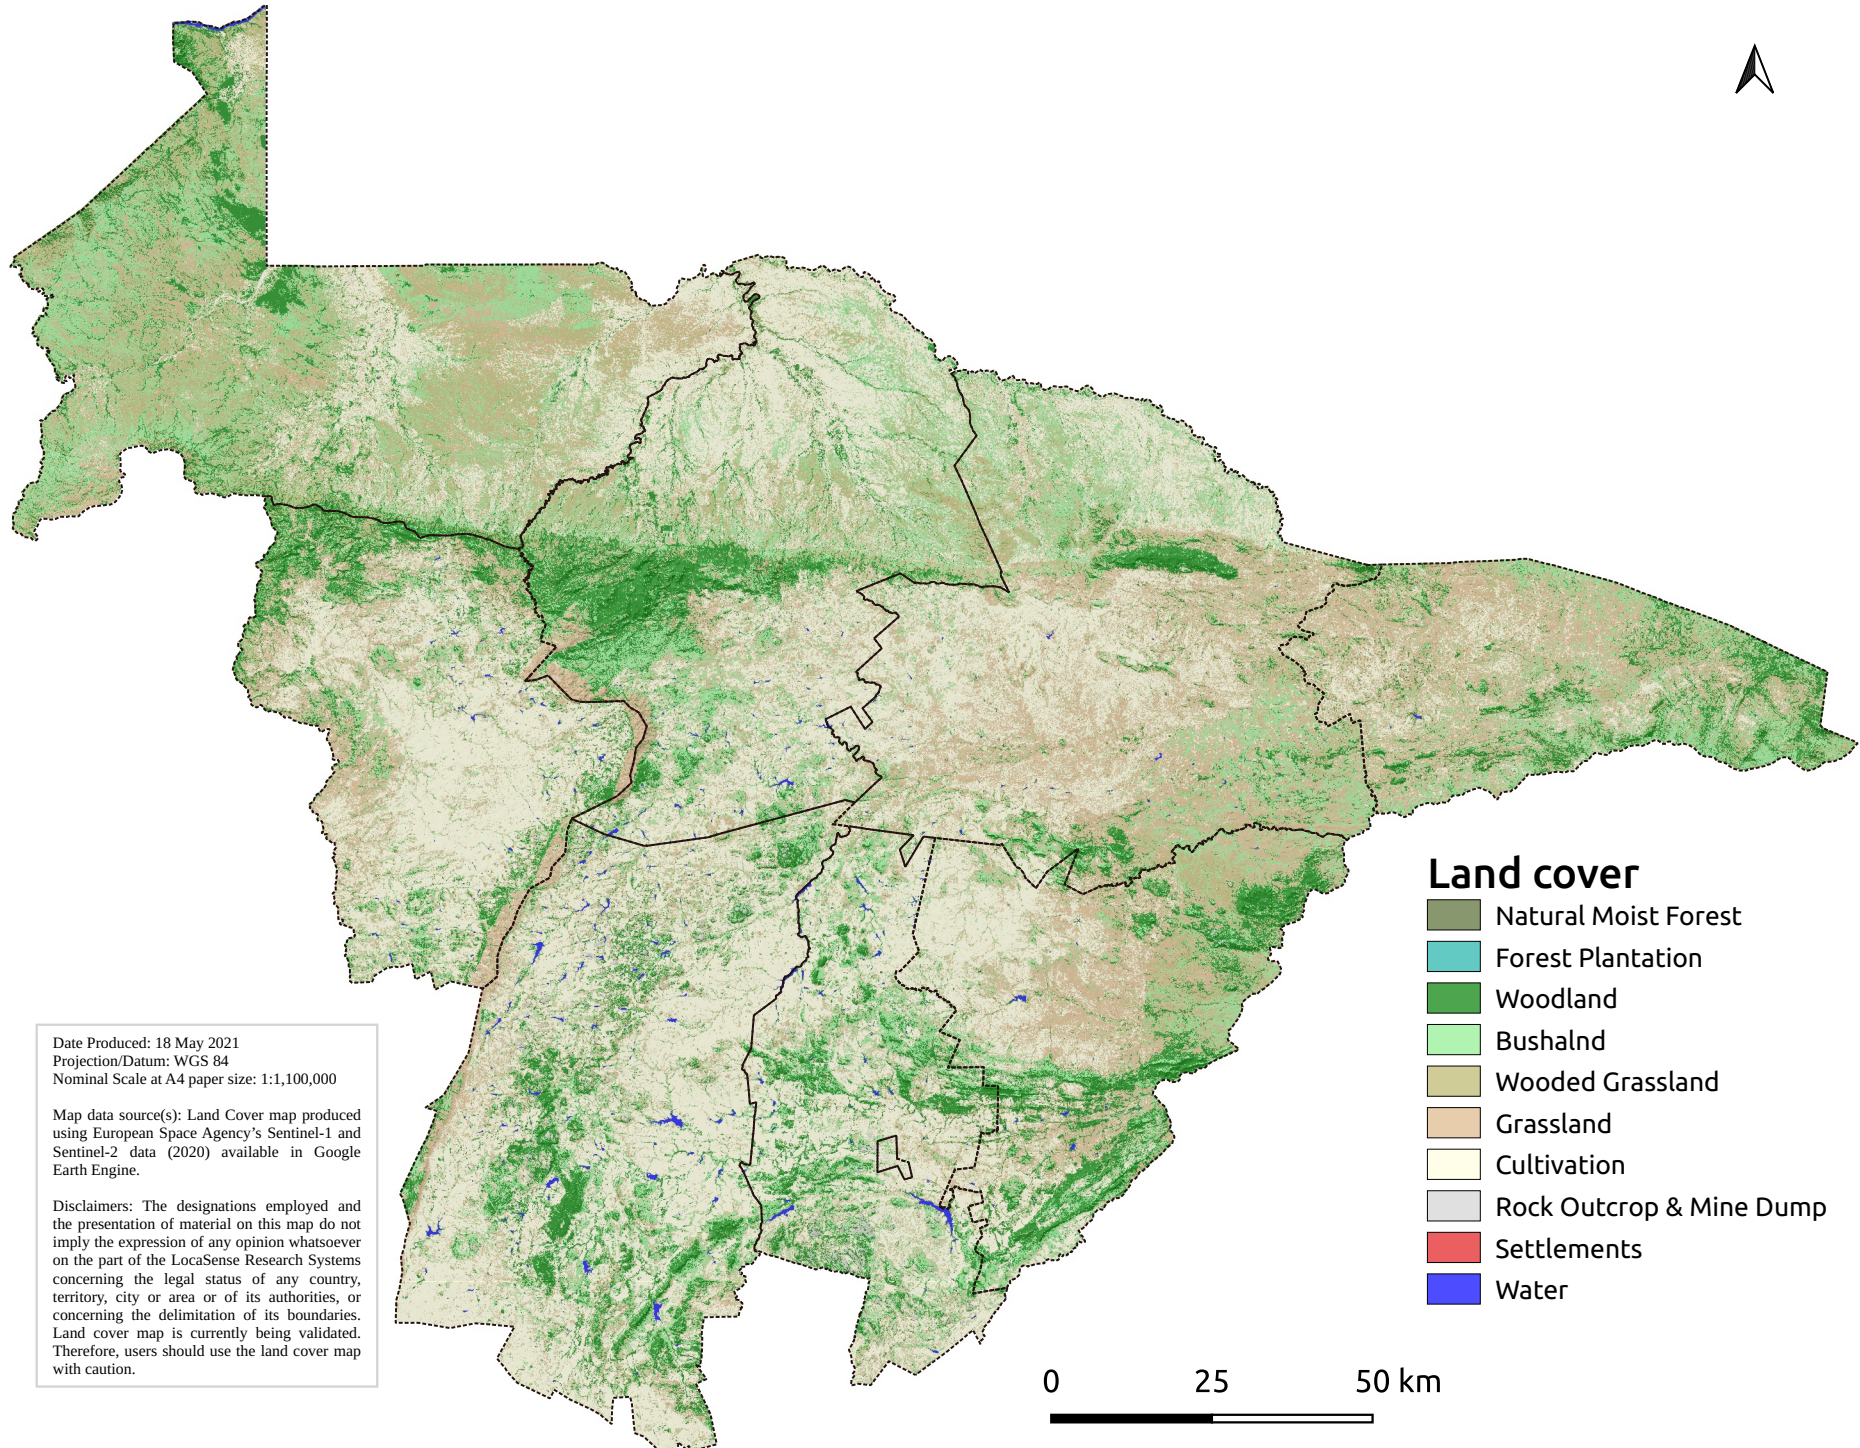 Land cover
Natural Moist Forest
Forest Plantation
Woodland
Bushalnd
Wooded Grassland
Grassland
Cultivation
Rock Outcrop & Mine Dump
Settlements
Water
Date Produced: 18 May 2021
Projection/Datum: WGS 84
Nominal Scale at A4 paper size: 1:1,100,000
Map data source(s): Land Cover map produced
using European Space Agency's Sentinel-1 and
Sentinel-2 data (2020) available in Google
Earth Engine.
Disclaimers: The designations employed and
the presentation of material on this map do not
imply the expression of any opinion whatsoever
on the part of the LocaSense Research Systems
concerning the legal status of any country,
territory, city or area or of its authorities, or
concerning the delimitation of its boundaries.
Land cover map is currently being validated.
Therefore, users should use the land cover map
with caution.
0 25 50 km